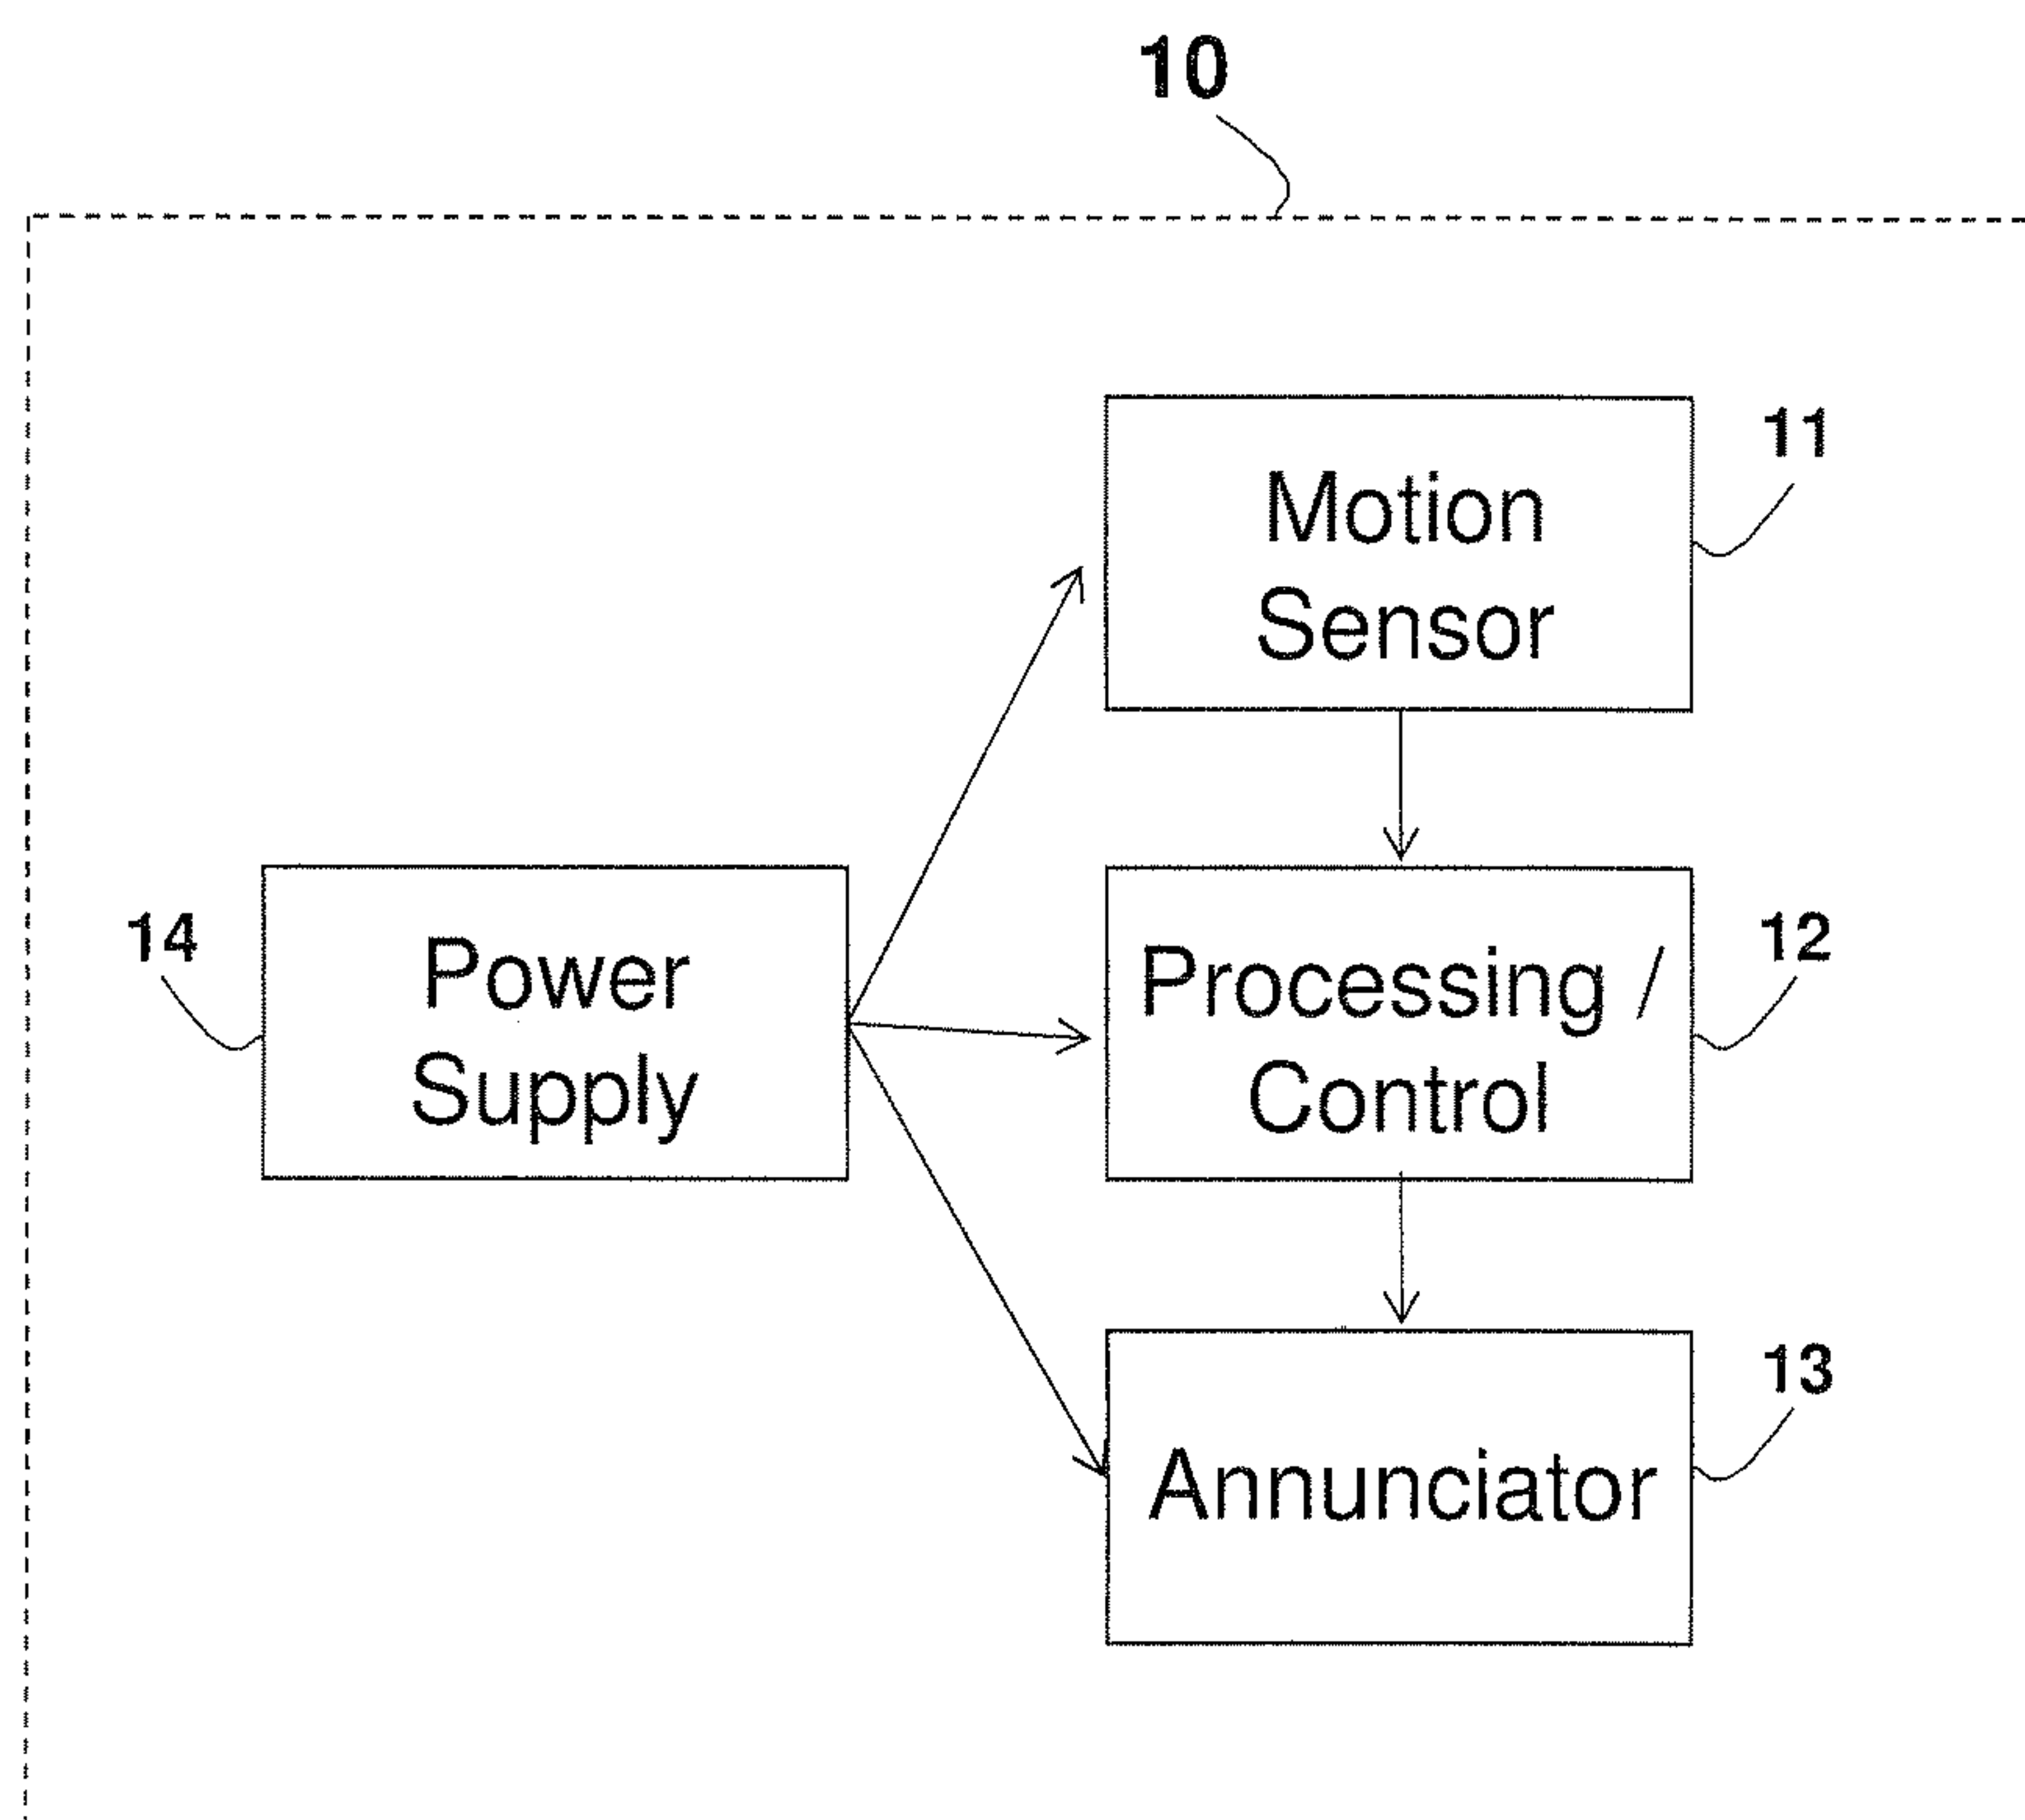 10
Motion
Sensor
11
Power
Supply
14
Processing /
Control
12
Annunciator
13